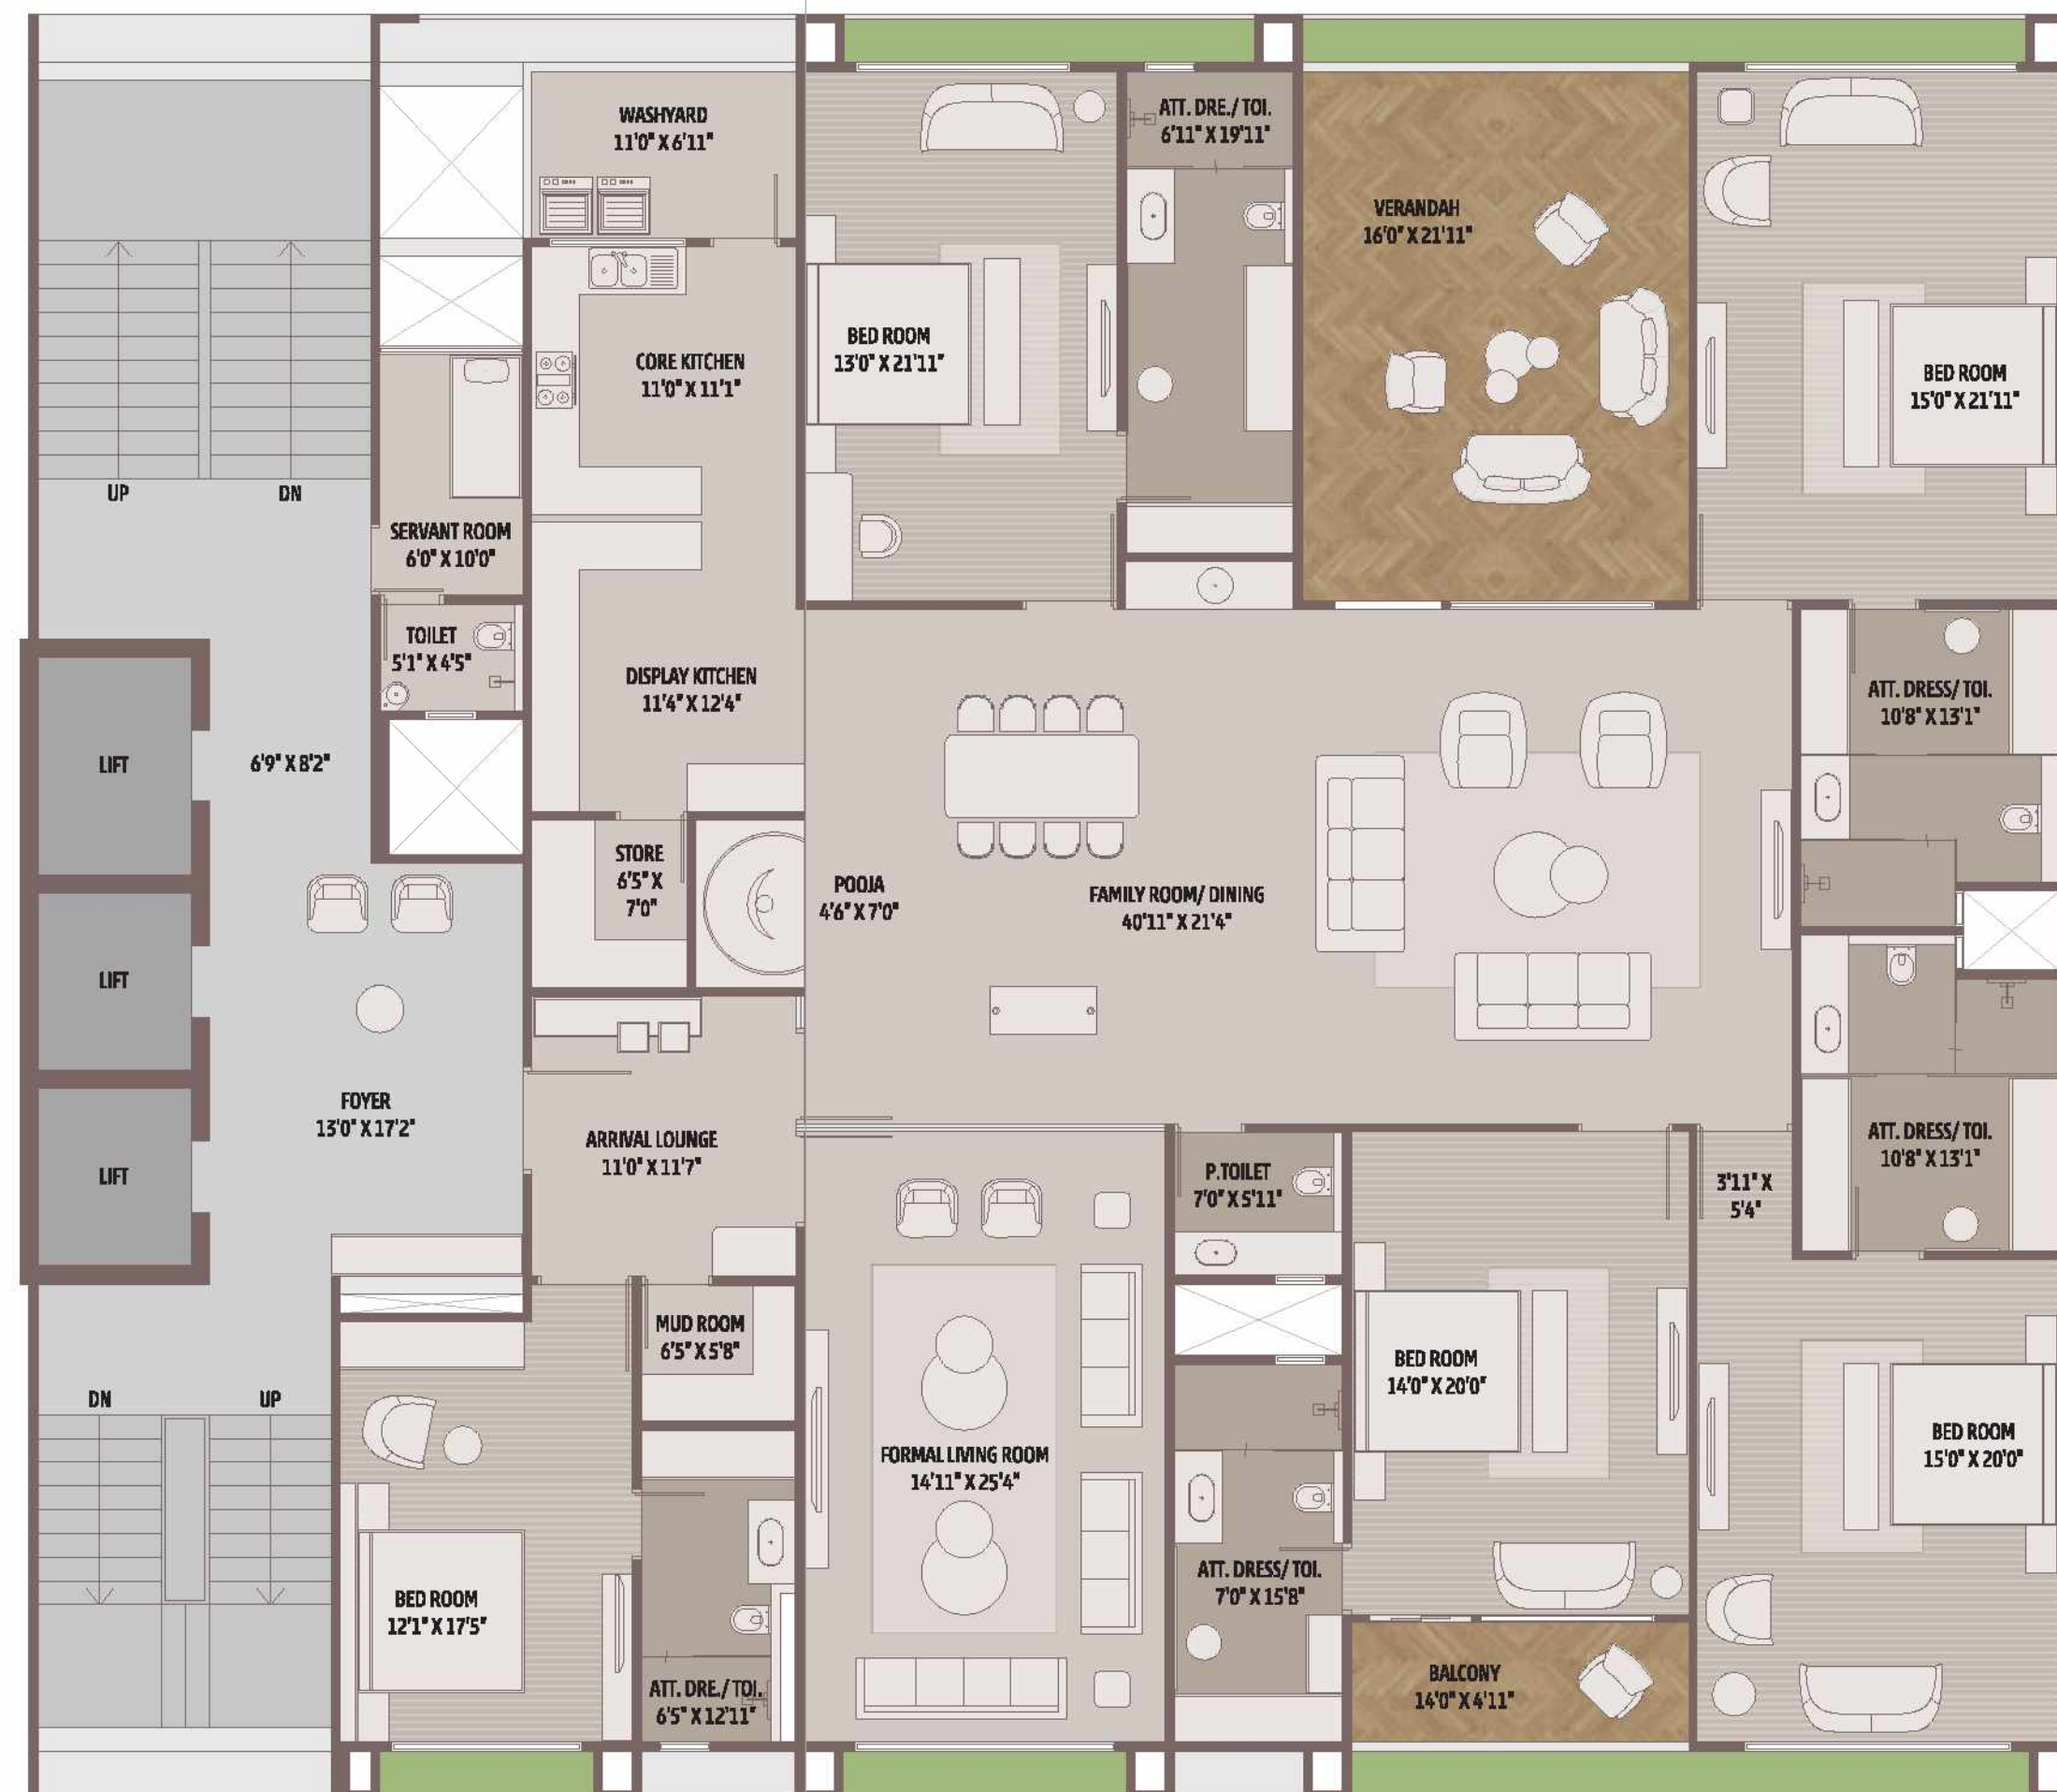 WASHYARD
11'0" X 6'11"
ATT. DRE./ TOI.
6'11" X 19'11"
VERANDAH
16'0" X 21'11"
CORE KITCHEN
11'0" X 11'1"
BED ROOM
13'0" X 21'11"
BED ROOM
15'0" X 21'11"
UP
DN
SERVANT ROOM
6'0" X 10'0"
TOILET
5'1" X 4'5"
DISPLAY KITCHEN
11'4" X 12'4"
ATT. DRESS/ TOI.
10'8" X 13'1"
LIFT
6'9" X 8'2"
STORE
6'5" X
7'0"
POOJA
4'6" X 7'0"
FAMILY ROOM/ DINING
40'11" X 21'4"
LIFT
FOYER
13'0" X 17'2"
ARRIVAL LOUNGE
11'0" X 11'7"
LIFT
P.TOILET
7'0" X 5'11"
3'11" X
5'4"
ATT. DRESS/ TOI.
10'8" X 13'1"
MUD ROOM
6'5" X 5'8"
BED ROOM
14'0" X 20'0"
DN
UP
FORMAL LIVING ROOM
14'11" X 25'4"
BED ROOM
15'0" X 20'0"
BED ROOM
12'1" X 17'5"
ATT. DRESS/ TOI.
7'0" X 15'8"
ATT. DRE./ TOI.
6'5" X 12'11"
BALCONY
14'0" X 4'11"